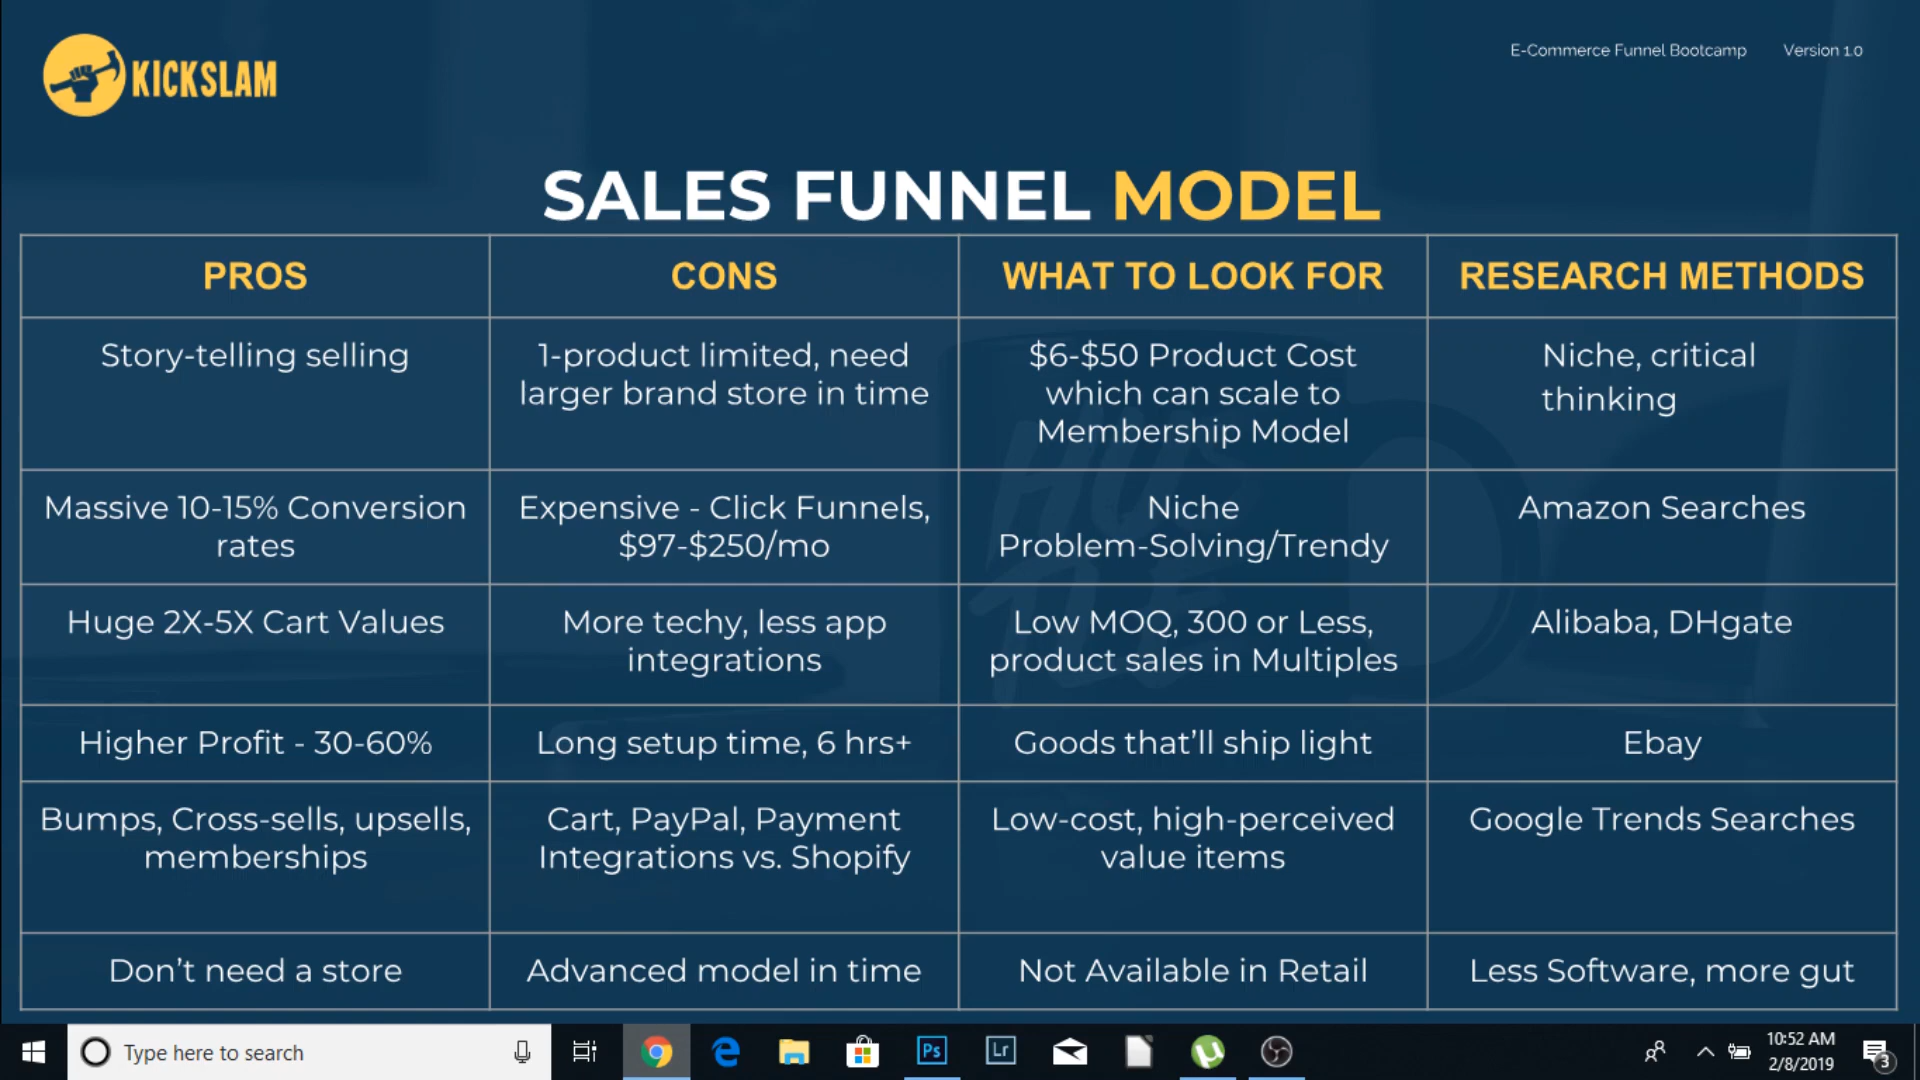 KICKSLAM
E-Commerce Funnel Bootcamp Version 1.0
SALES FUNNEL MODEL
PROS
CONS
WHAT TO LOOK FOR
RESEARCH METHODS
Story-telling selling
1-product limited, need
larger brand store in time
$6-$50 Product Cost
which can scale to
Membership Model
Niche, critical
thinking
Massive 10-15% Conversion
rates
Expensive - Click Funnels,
$97-$250/mo
Niche
Problem-Solving/Trendy
Amazon Searches
Huge 2X-5X Cart Values
More techy, less app
integrations
Low MOQ, 300 or Less,
product sales in Multiples
Alibaba, DHgate
Higher Profit - 30-60%
Long setup time, 6 hrs+
Goods that'll ship light
Ebay
Bumps, Cross-sells, upsells,
memberships
Cart, PayPal, Payment
Integrations vs. Shopify
Low-cost, high-perceived
value items
Google Trends Searches
Don't need a store
Advanced model in time
Not Available in Retail
Less Software, more gut
Type here to search
Ps
Lr
10:52 AM
2/8/2019
3